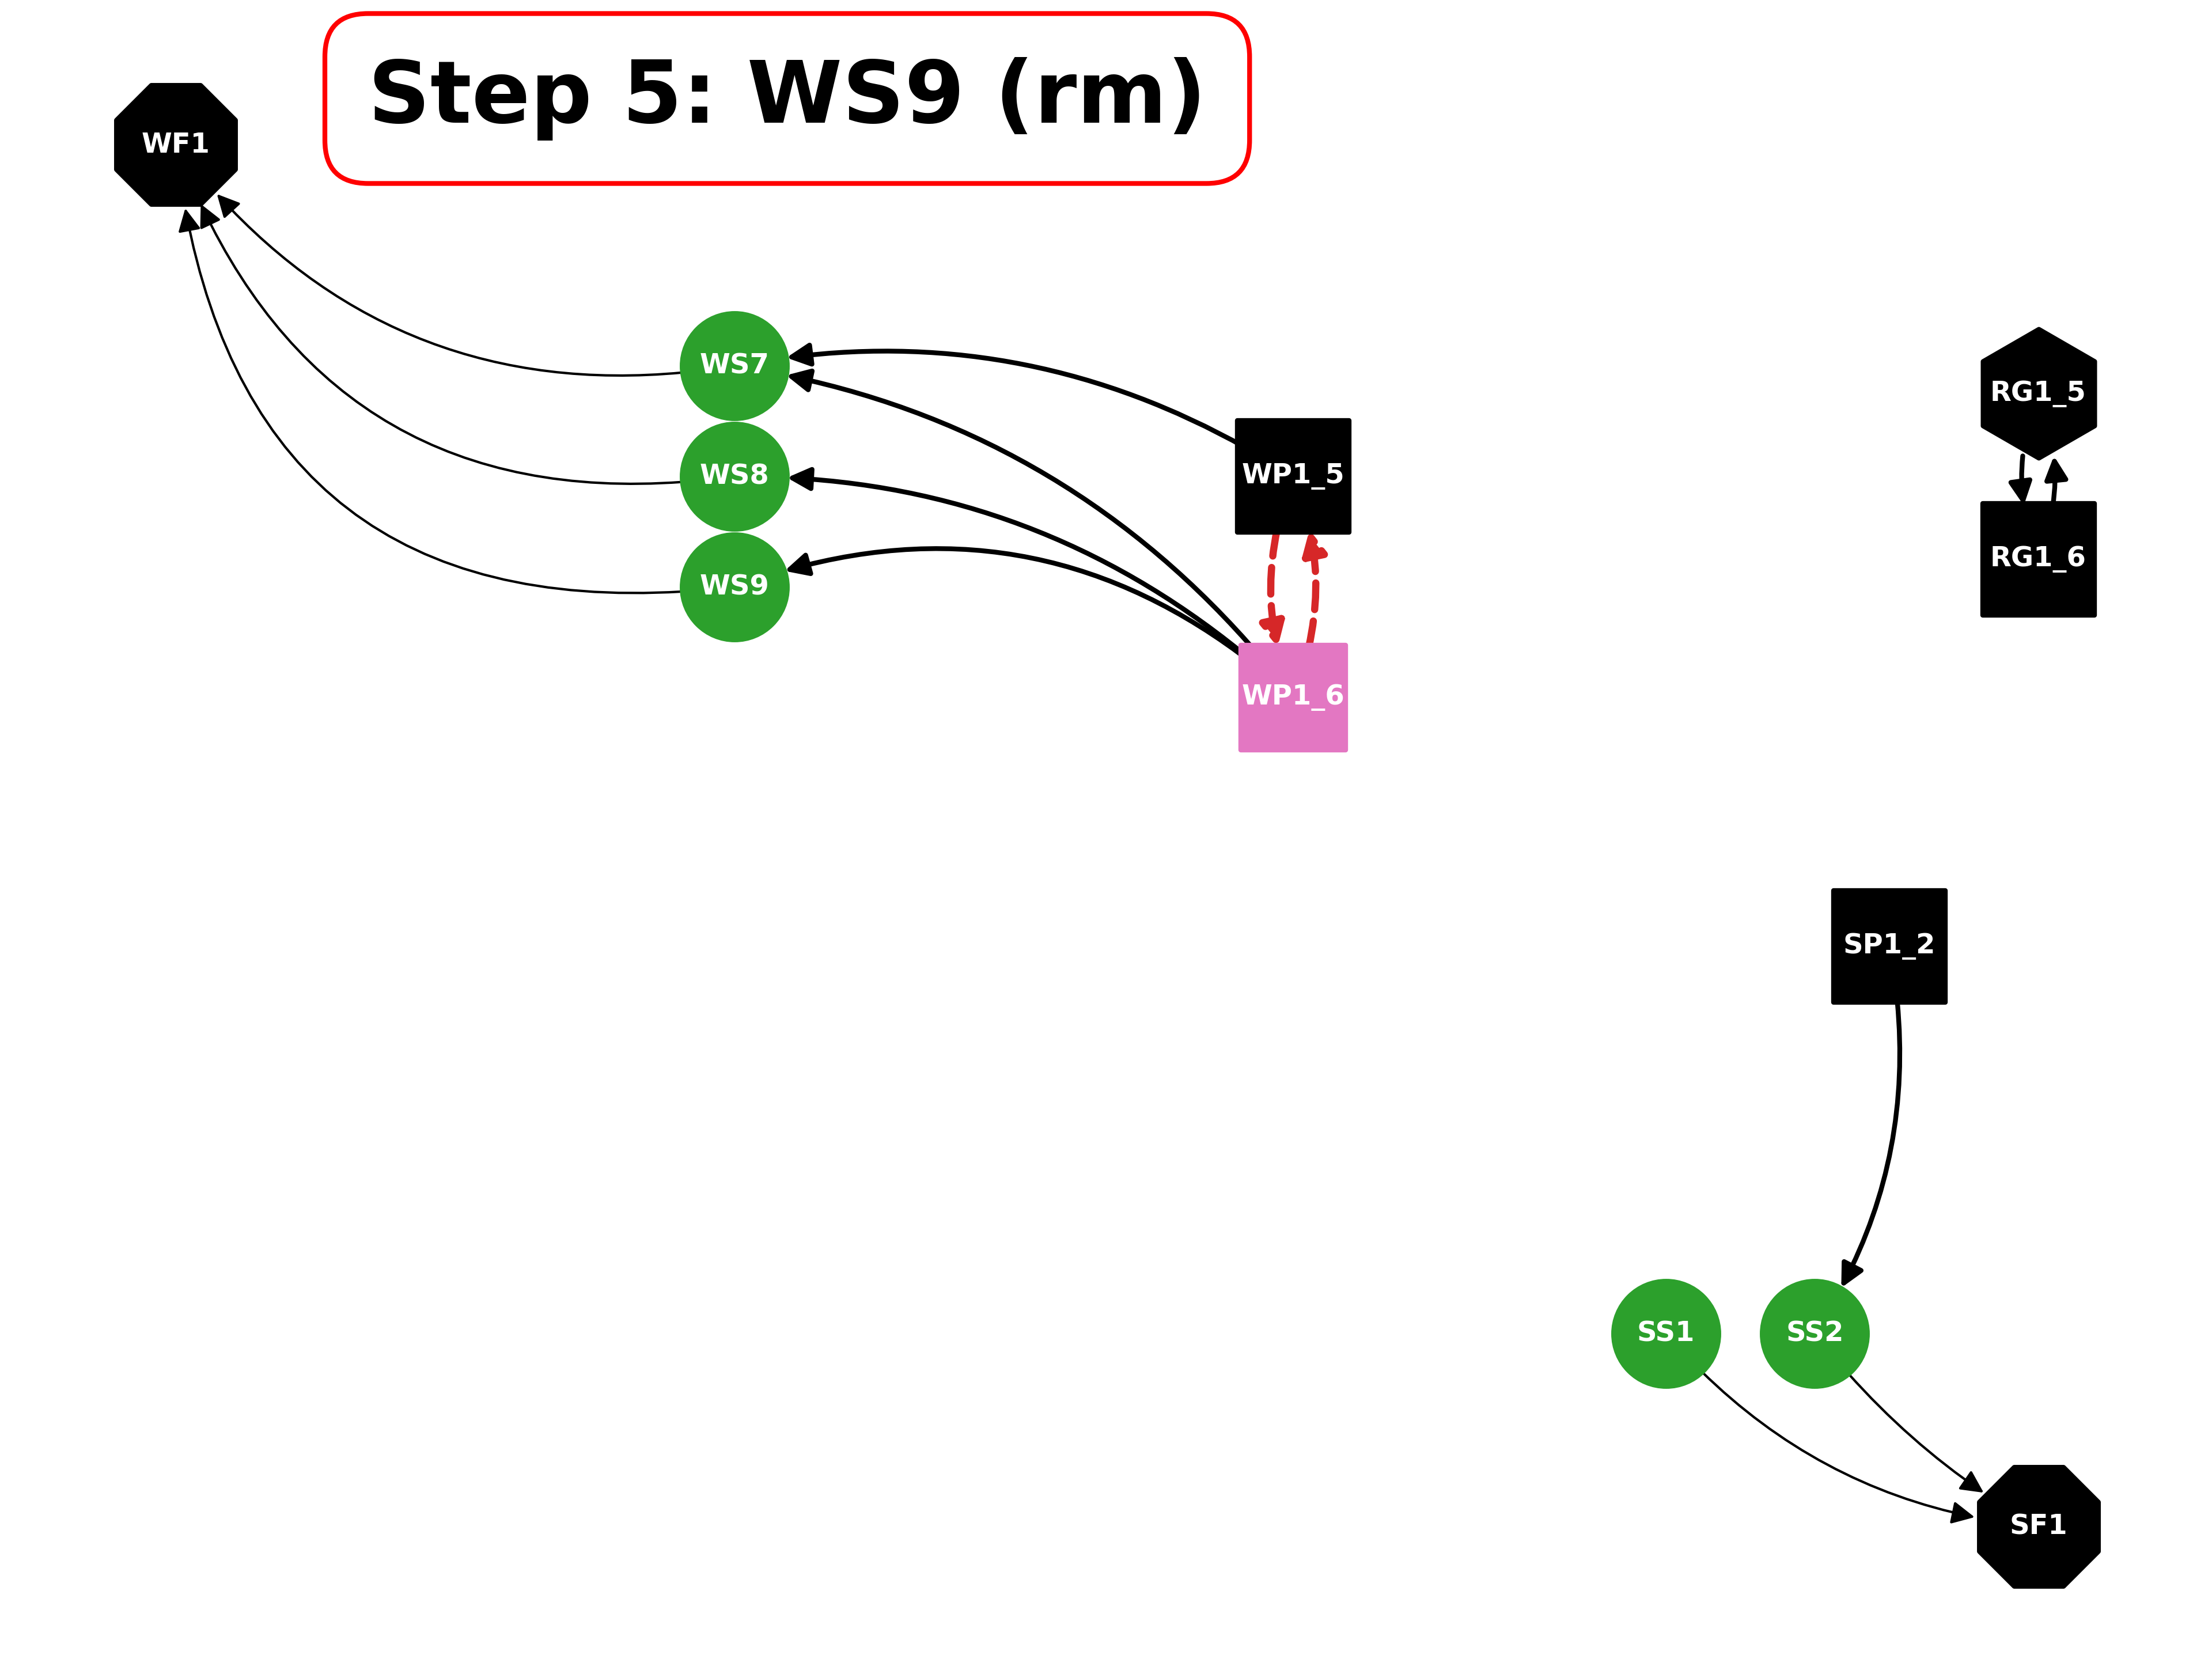 Step 5: WS9 (rm)
WF1
WS7
RG1_5
WS8
WP1_5
WS9
RG1_6
WP1_6
SP1_2
SS1
SS2
SF1